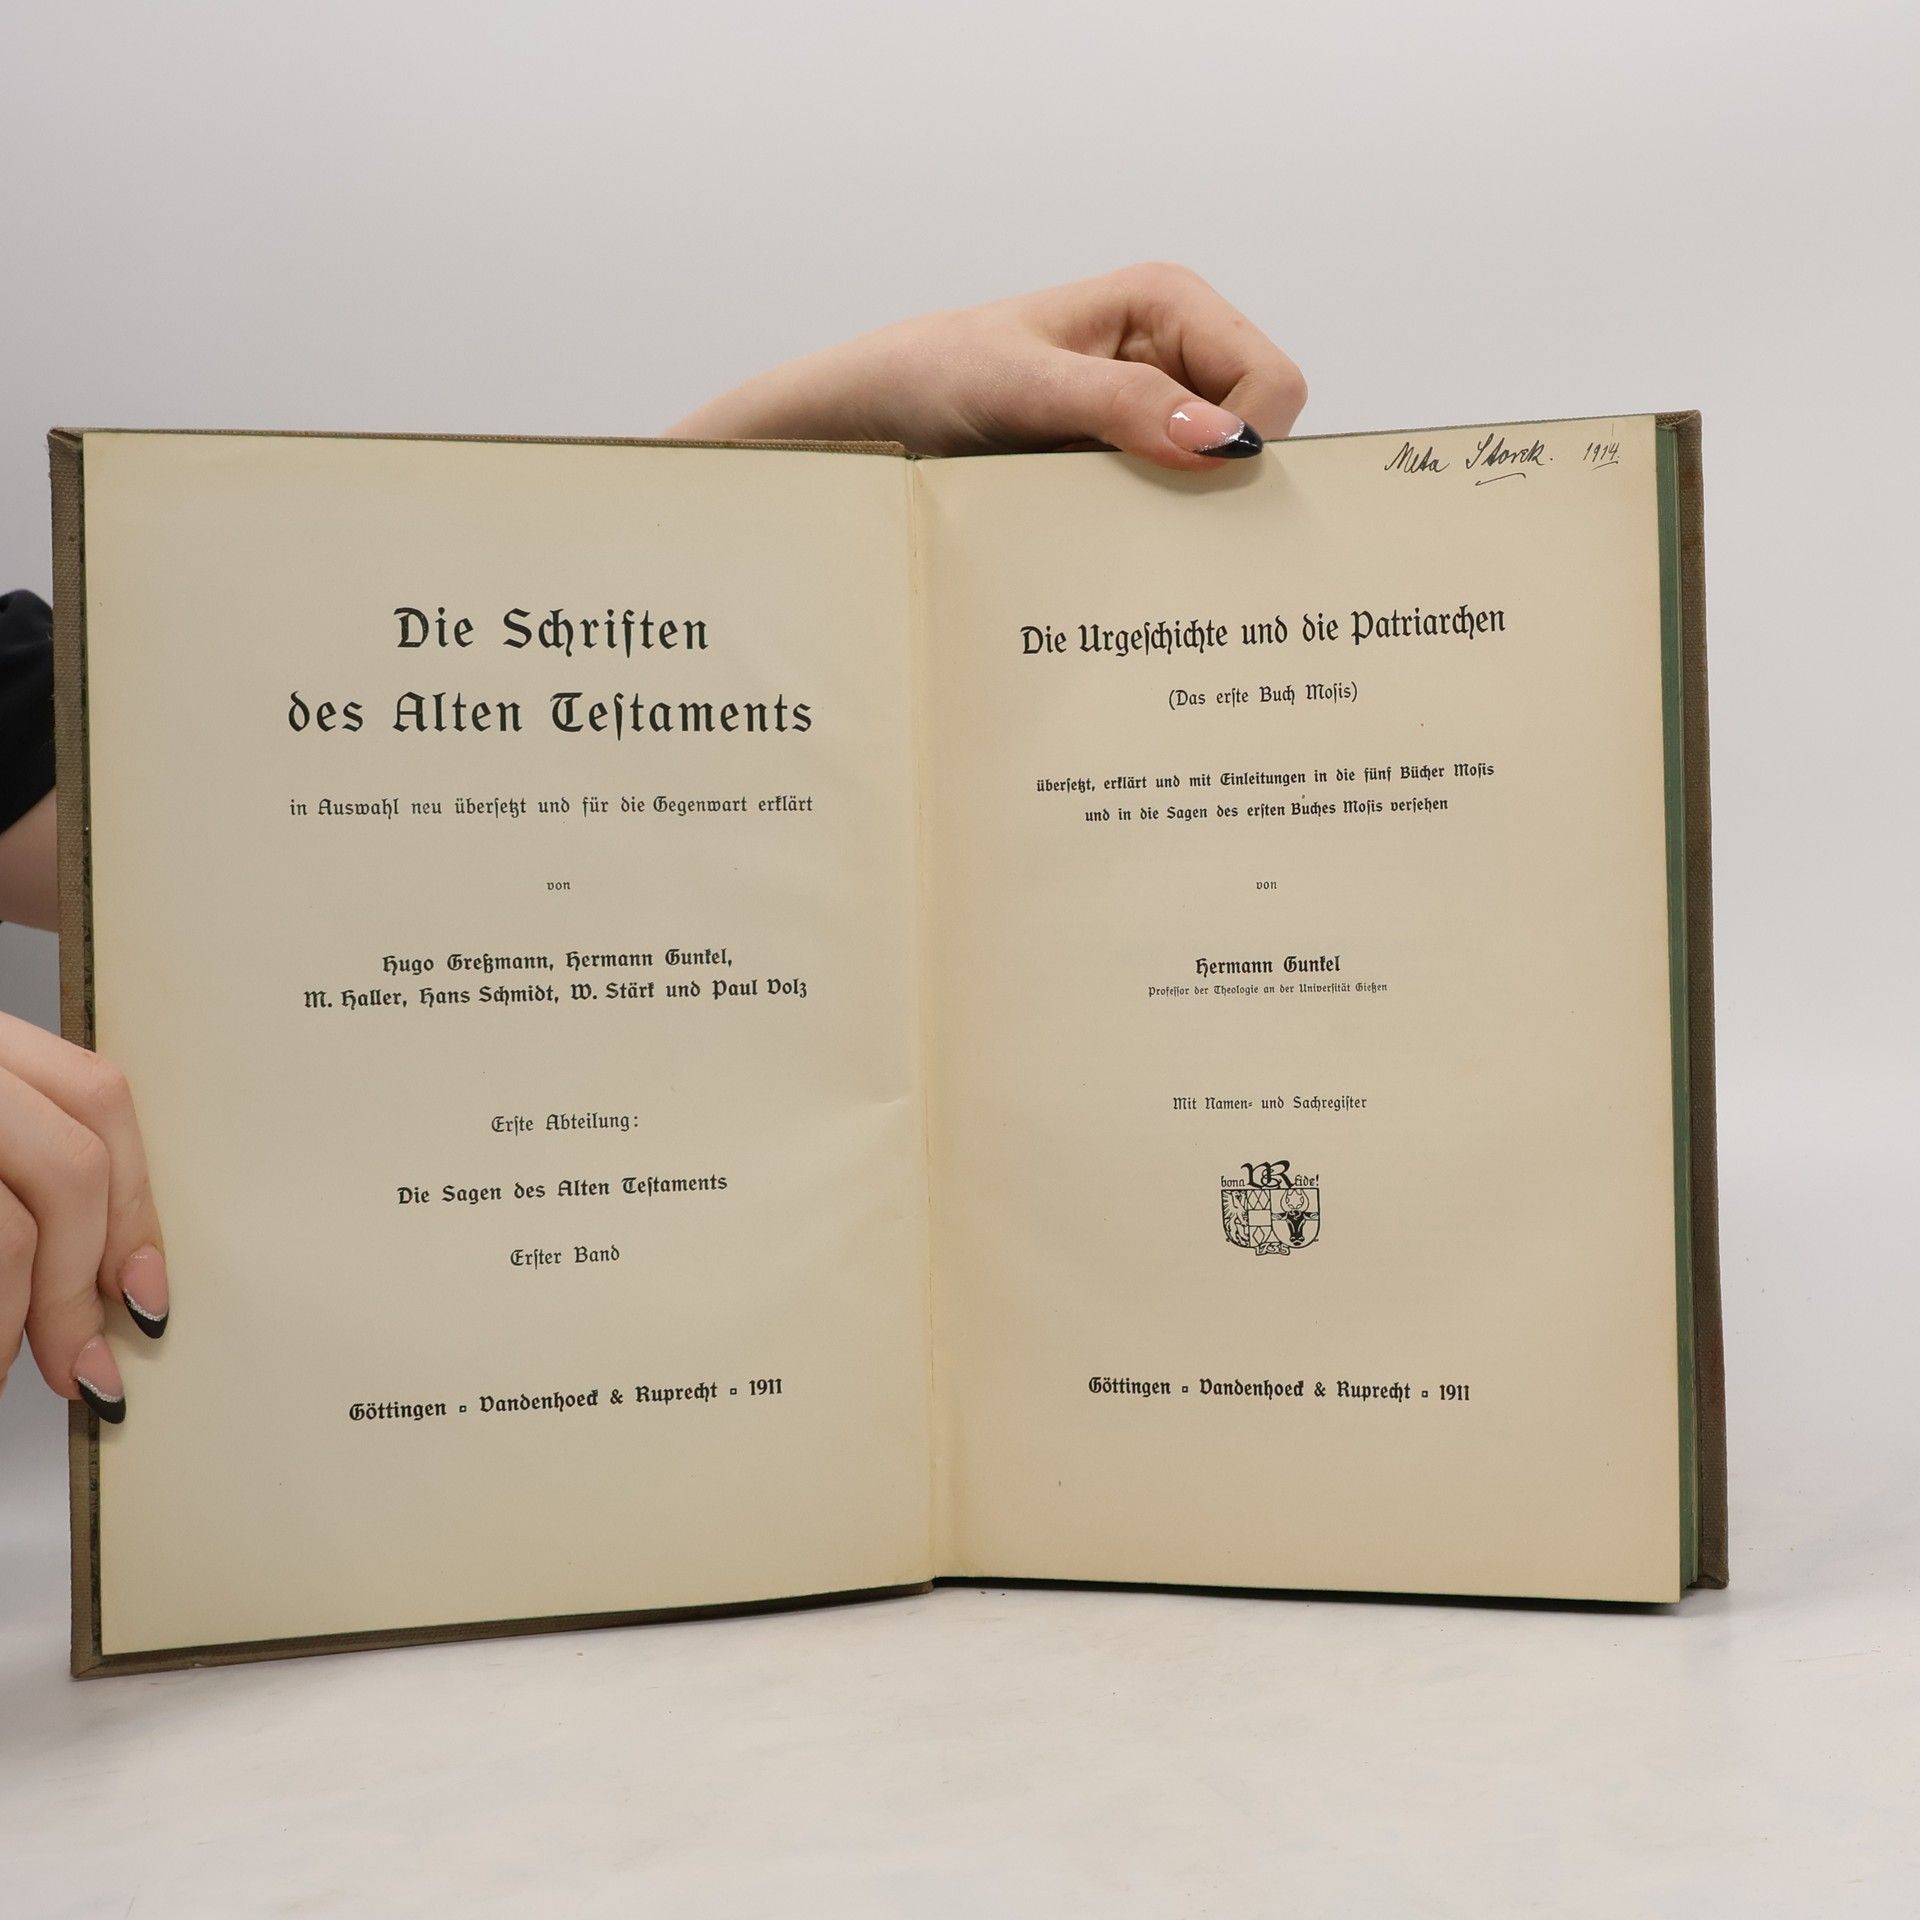 Die Schriften
des Alten Teſtaments
in Auswahl neu überſetzt und für die Gegenwart erklärt
von
Hugo Greßmann, Hermann Gunkel,
M. Haller, Hans Schmidt, W. Stärk und Paul Volz
Erſte Abteilung:
Die Sagen des Alten Teſtaments
Erſter Band
Göttingen ▫ Vandenhoeck & Ruprecht ▫ 1911
Meta Storck. 1914.
Die Urgeſchichte und die Patriarchen
(Das erſte Buch Moſis)
überſetzt, erklärt und mit Einleitungen in die fünf Bücher Moſis
und in die Sagen des erſten Buches Moſis verſehen
von
Hermann Gunkel
Profeſſor der Theologie an der Univerſität Gießen
Mit Namen- und Sachregiſter
bona VR fide!
1735
Göttingen ▫ Vandenhoeck & Ruprecht ▫ 1911